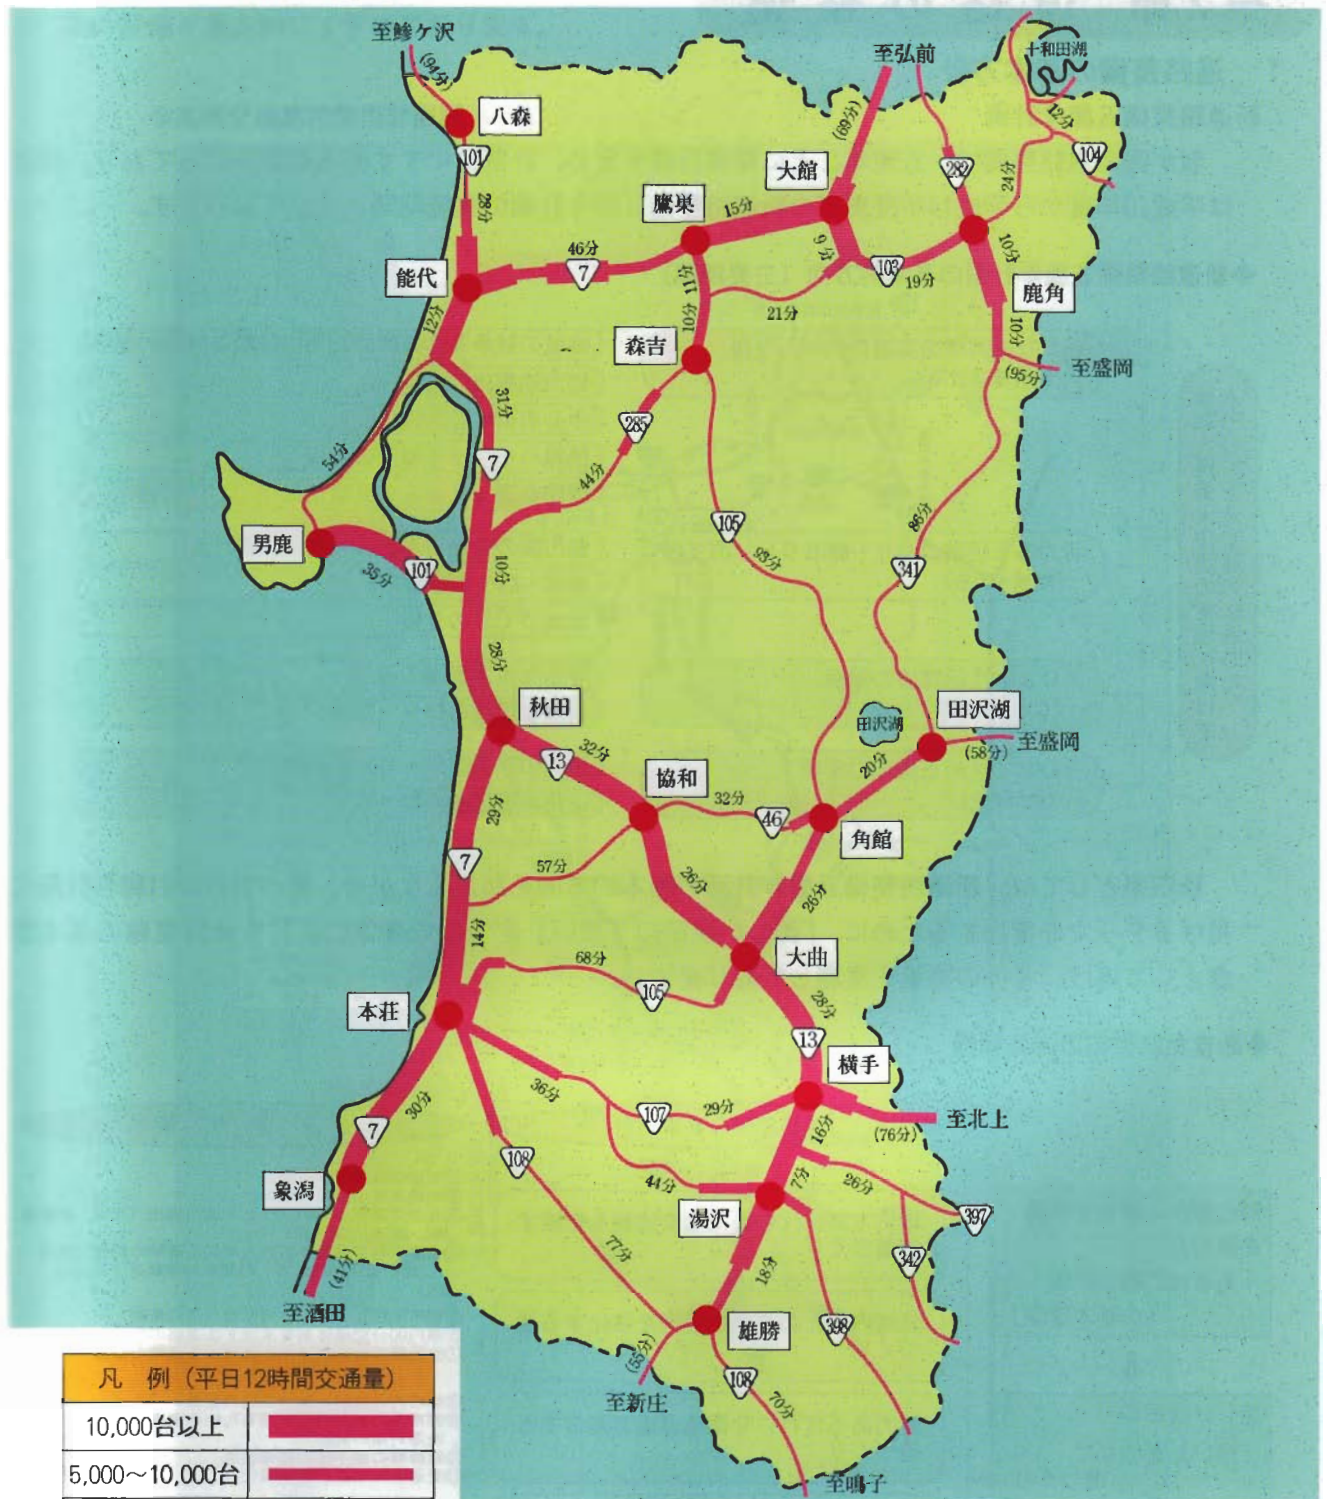 至鰺ケ沢
(94分)
八森
101
28分
能代
12分
至弘前
(69分)
大館
鷹巣
15分
46分
7
9分
11分
10分
21分
森吉
103
19分
282
24分
十和田湖
12分
104
10分
鹿角
10分
(95分)
至盛岡
31分
7
54分
男鹿
35分
101
10分
28分
285
44分
105
93分
86分
341
秋田
13
32分
協和
32分
46
田沢湖
田沢湖
20分
(58分)
至盛岡
角館
29分
7
57分
26分
26分
14分
68分
105
大曲
28分
13
本荘
横手
16分
(76分)
至北上
36分
107
29分
30分
7
象潟
(41分)
至酒田
108
77分
44分
湯沢
7分
26分
397
342
18分
雄勝
398
(55分)
至新庄
108
70分
至鳴子
凡 例 (平日12時間交通量)
10,000台以上
5,000〜10,000台